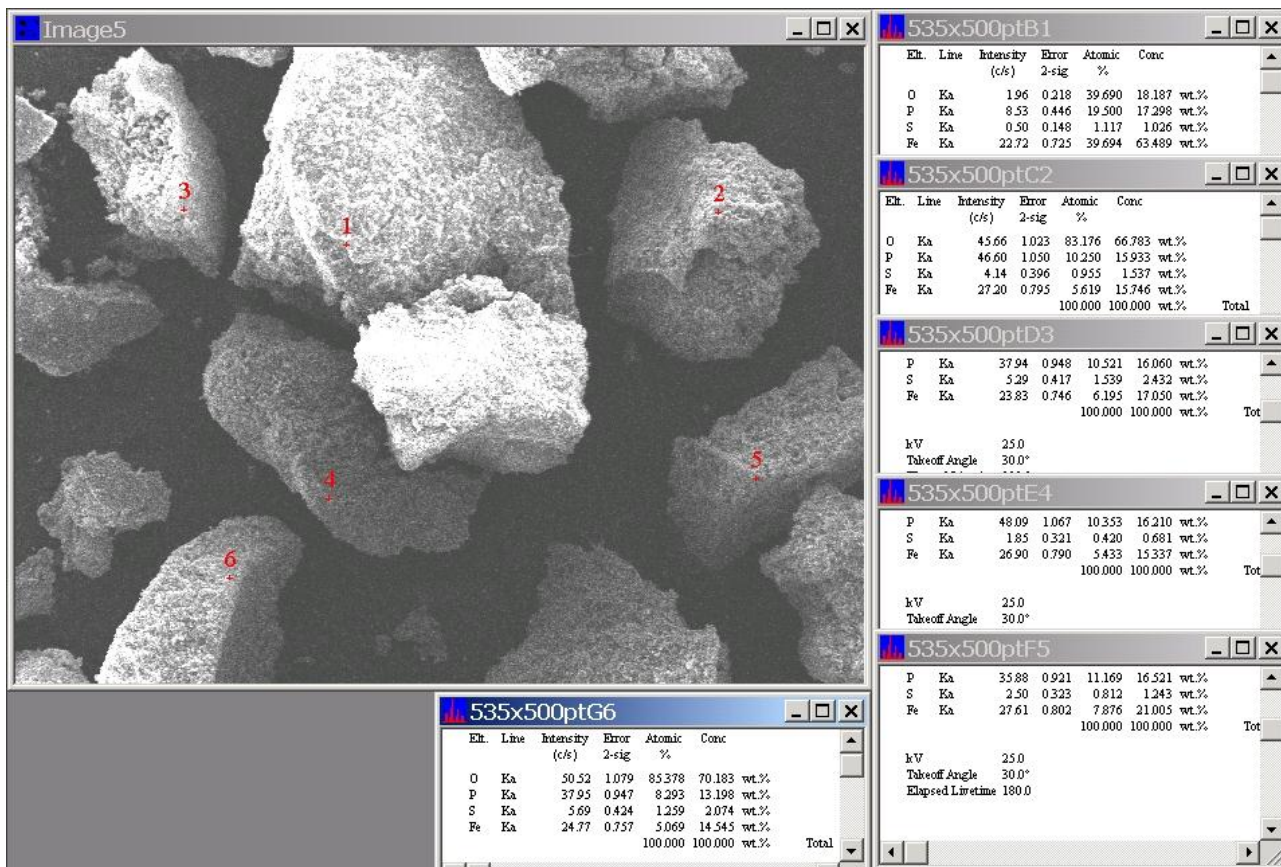 Image5
3
1
2
4
5
6
535x500ptB1
Elt. Line Intensity Error Atomic Conc
(c/s) 2-sig %
O Ka 1.96 0.218 39.690 18.187 wt.%
P Ka 8.53 0.446 19.500 17.298 wt.%
S Ka 0.50 0.148 1.117 1.026 wt.%
Fe Ka 22.72 0.725 39.694 63.489 wt.%
535x500ptC2
Elt. Line Intensity Error Atomic Conc
(c/s) 2-sig %
O Ka 45.66 1.023 83.176 66.783 wt.%
P Ka 46.60 1.050 10.250 15.933 wt.%
S Ka 4.14 0.396 0.955 1.537 wt.%
Fe Ka 27.20 0.795 5.619 15.746 wt.%
100.000 100.000 wt.% Total
535x500ptD3
P Ka 37.94 0.948 10.521 16.060 wt.%
S Ka 5.29 0.417 1.539 2.432 wt.%
Fe Ka 23.83 0.746 6.195 17.050 wt.%
100.000 100.000 wt.% Tot
kV 25.0
Takeoff Angle 30.0°
535x500ptE4
P Ka 48.09 1.067 10.353 16.210 wt.%
S Ka 1.85 0.321 0.420 0.681 wt.%
Fe Ka 26.90 0.790 5.433 15.337 wt.%
100.000 100.000 wt.% Tot
kV 25.0
Takeoff Angle 30.0°
535x500ptF5
P Ka 35.88 0.921 11.169 16.521 wt.%
S Ka 2.50 0.323 0.812 1.243 wt.%
Fe Ka 27.61 0.802 7.876 21.005 wt.%
100.000 100.000 wt.% Tot
kV 25.0
Takeoff Angle 30.0°
Elapsed Livetime 180.0
535x500ptG6
Elt. Line Intensity Error Atomic Conc
(c/s) 2-sig %
O Ka 50.52 1.079 85.378 70.183 wt.%
P Ka 37.95 0.947 8.293 13.198 wt.%
S Ka 5.69 0.424 1.259 2.074 wt.%
Fe Ka 24.77 0.757 5.069 14.545 wt.%
100.000 100.000 wt.% Total